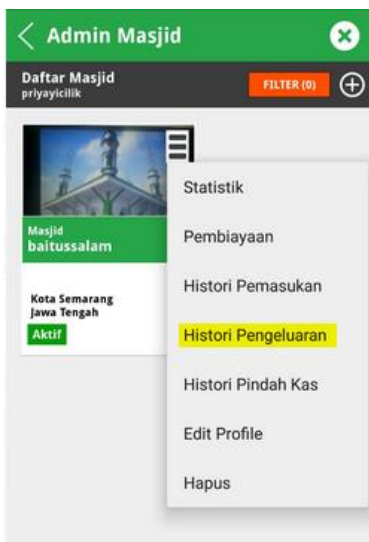 Admin Masjid
Daftar Masjid
priyayicilik
FILTER (0)
Masjid
baitussalam
Kota Semarang
Jawa Tengah
Aktif
Statistik
Pembiayaan
Histori Pemasukan
Histori Pengeluaran
Histori Pindah Kas
Edit Profile
Hapus